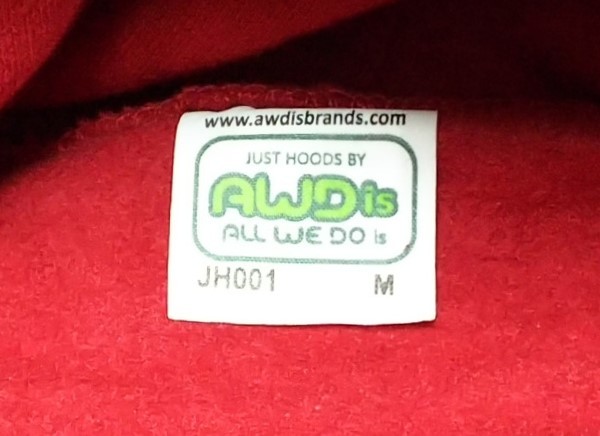 www.awdisbrands.com
JUST HOODS BY
AWDis
ALL WE DO is
JH001 M